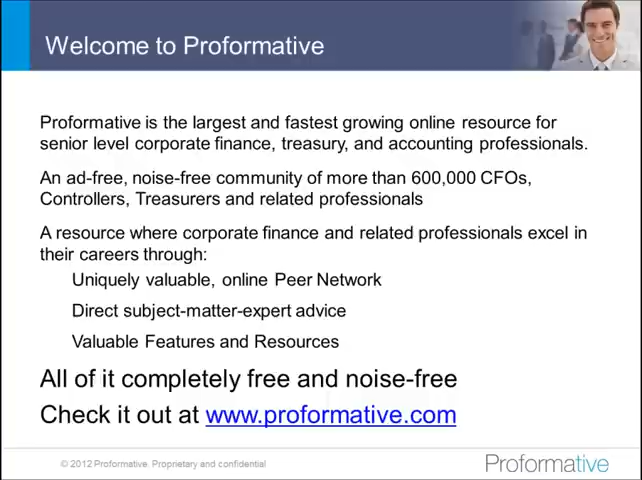 Welcome to Proformative
Proformative is the largest and fastest growing online resource for
senior level corporate finance, treasury, and accounting professionals.
An ad-free, noise-free community of more than 600,000 CFOs,
Controllers, Treasurers and related professionals
A resource where corporate finance and related professionals excel in
their careers through:
Uniquely valuable, online Peer Network
Direct subject-matter-expert advice
Valuable Features and Resources
All of it completely free and noise-free
Check it out at www.proformative.com
© 2012 Proformative. Proprietary and confidential
Proformative